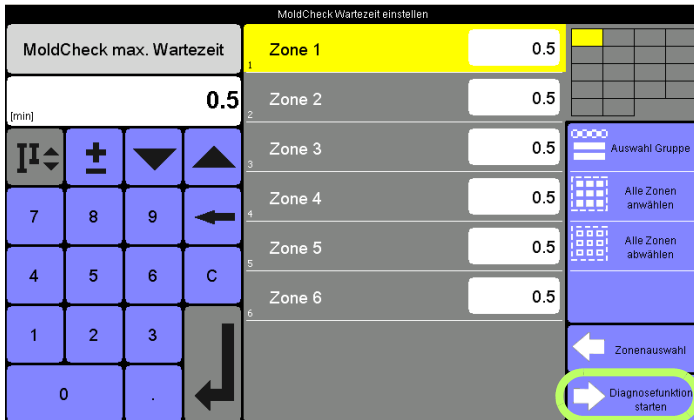 MoldCheck Wartezeit einstellen
MoldCheck max. Wartezeit
0.5
[min]
7 8 9
4 5 6 C
1 2 3
0 .
Zone 1 0.5
1
Zone 2 0.5
2
Zone 3 0.5
3
Zone 4 0.5
4
Zone 5 0.5
5
Zone 6 0.5
6
Auswahl Gruppe
Alle Zonen
anwählen
Alle Zonen
abwählen
Zonenauswahl
Diagnosefunktion
starten